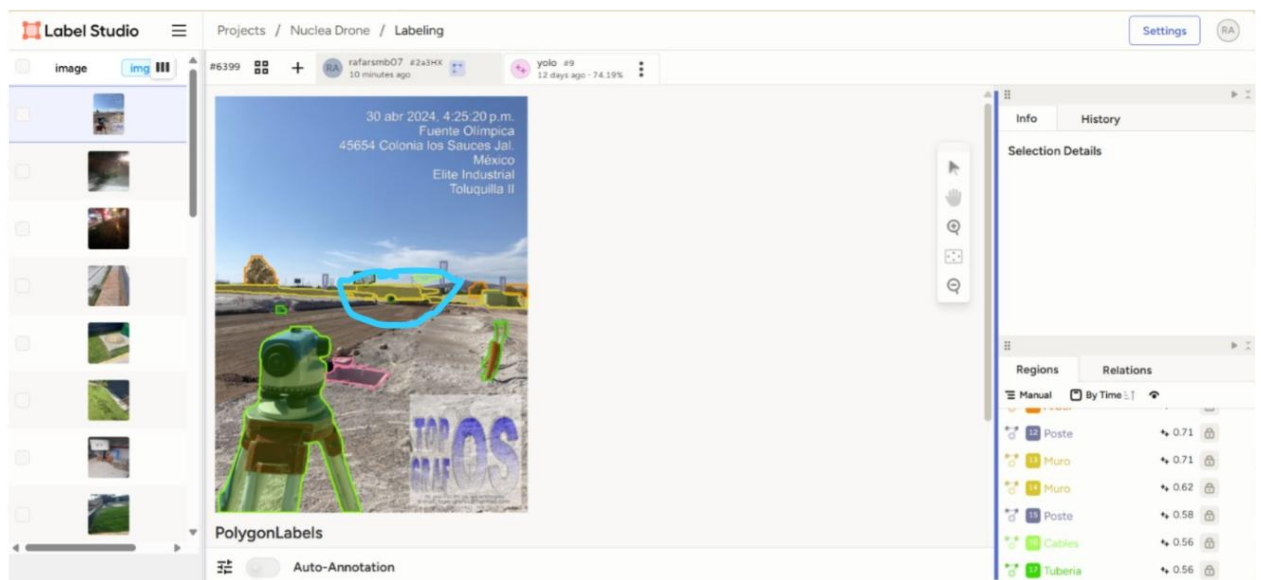 Label Studio
Projects / Nuclea Drone / Labeling
Settings
RA
image
img
#6399
RA
rafarsmb07 #2a3HX
10 minutes ago
yolo #9
12 days ago · 74.19%
30 abr 2024, 4:25:20 p.m.
Fuente Olímpica
45654 Colonia los Sauces Jal.
México
Elite Industrial
Toluquilla II
TOP
GRAF
OS
PolygonLabels
Auto-Annotation
Info
History
Selection Details
Regions
Relations
Manual
By Time
12 Poste 0.71
13 Muro 0.71
14 Muro 0.62
15 Poste 0.58
Cables 0.56
17 Tuberia 0.56